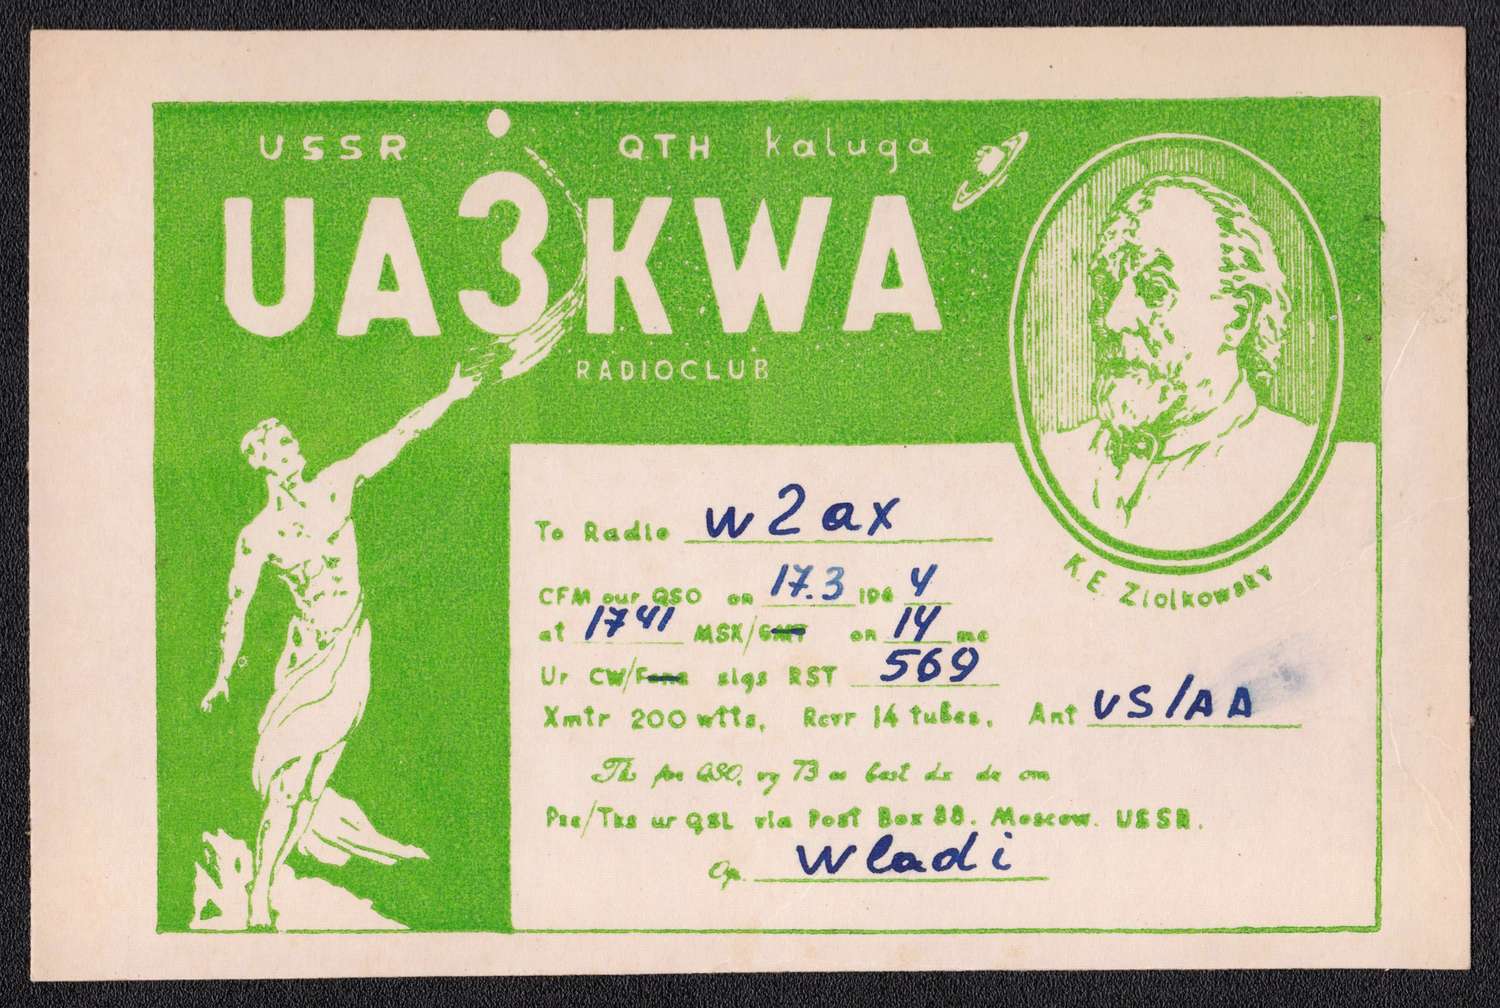 USSR QTH Kaluga
UA3KWA
RADIOCLUB
K.E. Ziolkowsky
To Radio w2ax
CFM our QSO on 17.3 196 4
at 1741 MSK/GMT on 14 mc
Ur CW/Fone sigs RST 569
Xmtr 200 wtts, Rcvr 14 tubes, Ant VS/AA
Tks for QSO, vy 73 es best dx de om
Pse/Tks ur QSL via Post Box 88. Moscow. USSR.
Op. Wladi